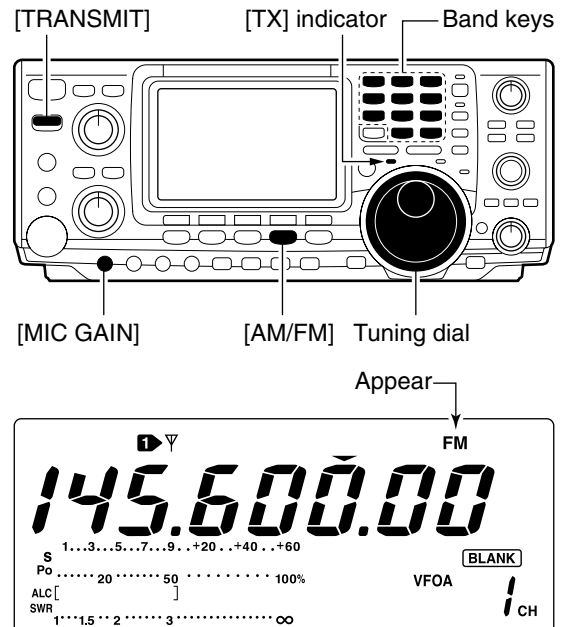 [TRANSMIT] [TX] indicator Band keys
[MIC GAIN] [AM/FM] Tuning dial
Appear
1 FM
145.600.00
S 1...3...5...7...9..+20..+40..+60
BLANK
Po ......20.......50..........100%
VFOA
ALC [ ]
1 CH
SWR 1...1.5..2......3............∞